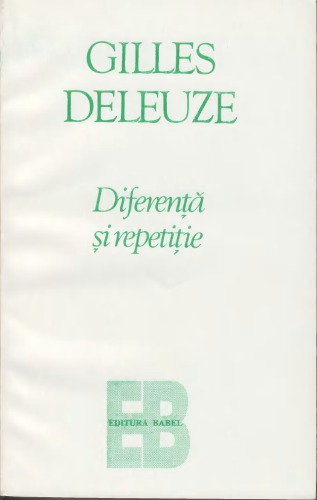 GILLES
DELEUZE
Diferență
și repetiție
EB
EDITURA BABEL